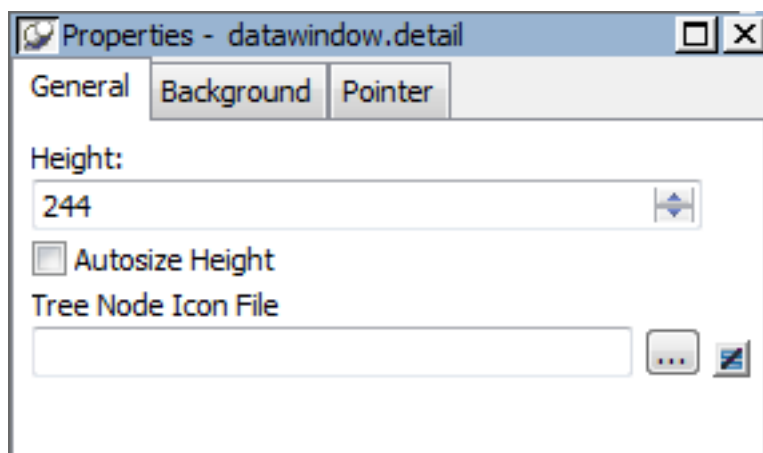 Properties - datawindow.detail
General Background Pointer
Height:
244
Autosize Height
Tree Node Icon File
...